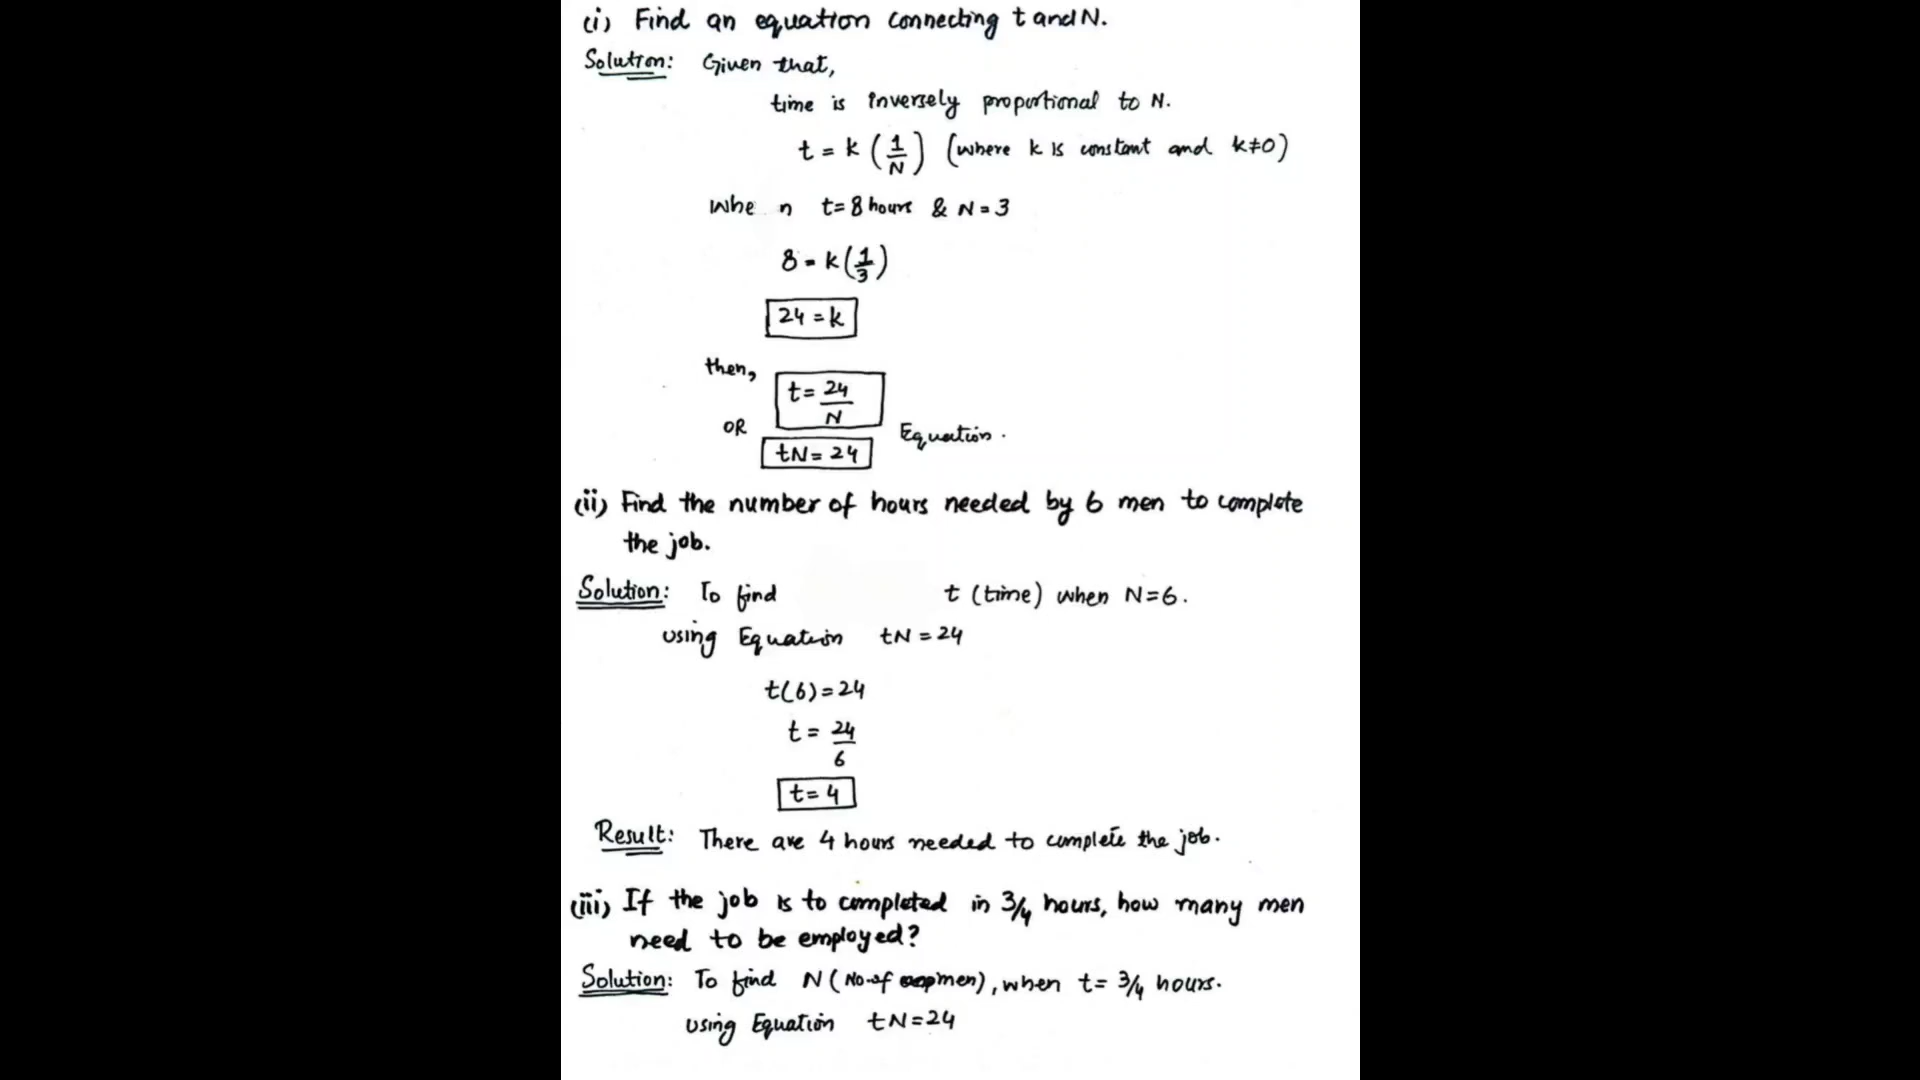 (i) Find an equation connecting t and N.
Solution: Given that,
time is inversely proportional to N.
t = k (1/N) (where k is constant and k≠0)
Whe n t=8 hours & N=3
8 = k(1/3)
24 = k
then,
t = 24/N
OR
Equation.
tN = 24
(ii) Find the number of hours needed by 6 men to complete
the job.
Solution: To find t (time) when N=6.
using Equation tN = 24
t(6) = 24
t = 24/6
t = 4
Result: There are 4 hours needed to complete the job.
(iii) If the job is to completed in 3/4 hours, how many men
need to be employed?
Solution: To find N (No. of men), when t= 3/4 hours.
using Equation tN=24